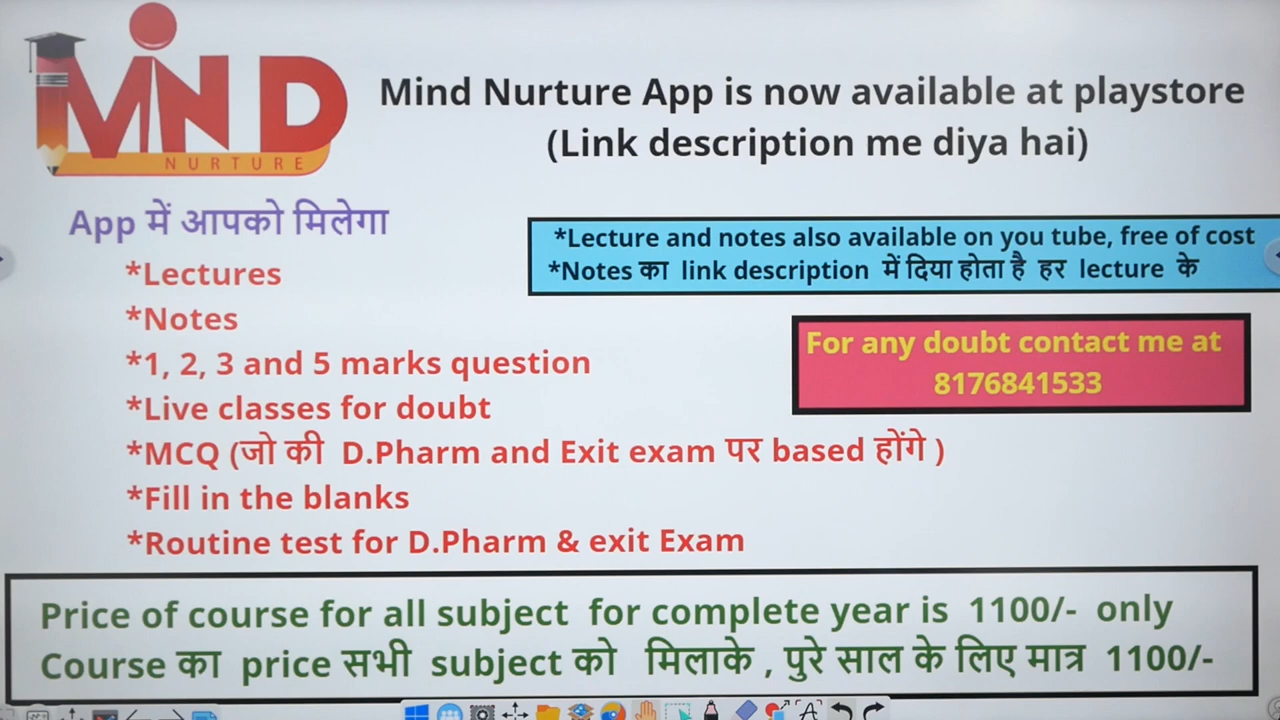 MIND
NURTURE
Mind Nurture App is now available at playstore
(Link description me diya hai)
App में आपको मिलेगा
*Lectures
*Notes
*1, 2, 3 and 5 marks question
*Live classes for doubt
*MCQ (जो की D.Pharm and Exit exam पर based होंगे )
*Fill in the blanks
*Routine test for D.Pharm & exit Exam
*Lecture and notes also available on you tube, free of cost
*Notes का link description में दिया होता है हर lecture के
For any doubt contact me at
8176841533
Price of course for all subject for complete year is 1100/- only
Course का price सभी subject को मिलाके , पुरे साल के लिए मात्र 1100/-